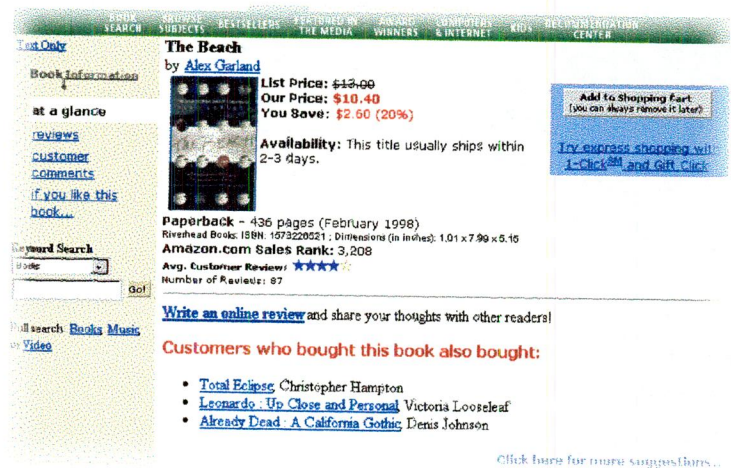 BOOK SEARCH
BROWSE SUBJECTS
BESTSELLERS
FEATURED IN THE MEDIA
AWARD WINNERS
COMPUTERS & INTERNET
KIDS
RECOMMENDATION CENTER
Text Only
Book Information
at a glance
reviews
customer
comments
if you like this
book...
Keyword Search
Books
Go!
Full search: Books, Music,
or Video
The Beach
by Alex Garland
List Price: $13.00
Our Price: $10.40
You Save: $2.60 (20%)
Availability: This title usually ships within
2-3 days.
Add to Shopping Cart
(you can always remove it later)
Try express shopping with
1-Click SM and Gift Click
Paperback - 436 pages (February 1998)
Riverhead Books; ISBN: 1573226521 ; Dimensions (in inches): 1.01 x 7.99 x 5.15
Amazon.com Sales Rank: 3,208
Avg. Customer Review:
Number of Reviews: 87
Write an online review and share your thoughts with other readers!
Customers who bought this book also bought:
• Total Eclipse; Christopher Hampton
• Leonardo : Up Close and Personal; Victoria Looseleaf
• Already Dead : A California Gothic; Denis Johnson
Click here for more suggestions...